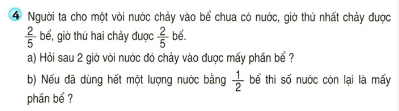 4 Người ta cho một vòi nước chảy vào bể chưa có nước, giờ thứ nhất chảy được
2/5 bể, giờ thứ hai chảy được 2/5 bể.
a) Hỏi sau 2 giờ vòi nước đó chảy vào được mấy phần bể ?
b) Nếu đã dùng hết một lượng nước bằng 1/2 bể thì số nước còn lại là mấy
phần bể ?